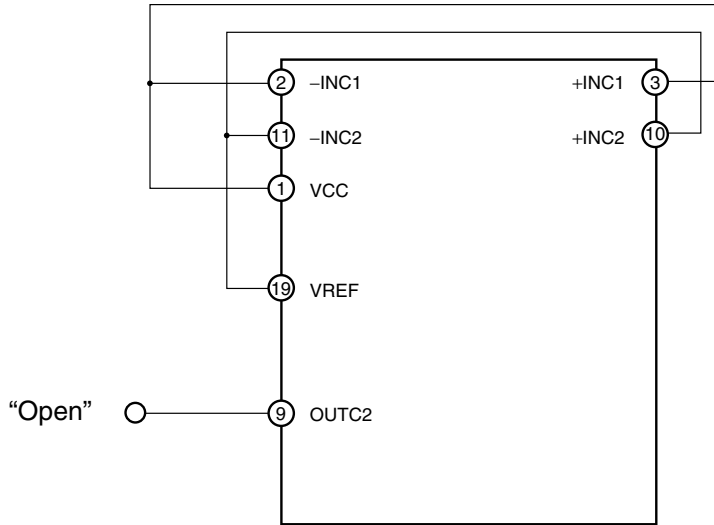 2 –INC1 +INC1 3
11 –INC2 +INC2 10
1 VCC
19 VREF
“Open” 9 OUTC2